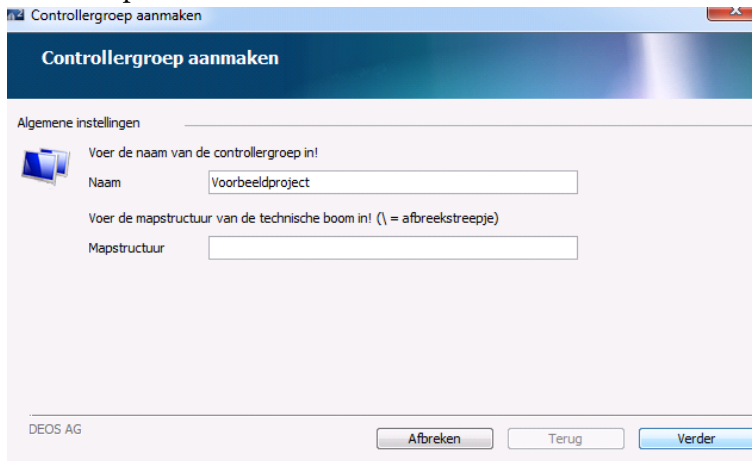 Controllergroep aanmaken
Controllergroep aanmaken
Algemene instellingen
Voer de naam van de controllergroep in!
Naam Voorbeeldproject
Voer de mapstructuur van de technische boom in! (\ = afbreekstreepje)
Mapstructuur
DEOS AG
Afbreken Terug Verder